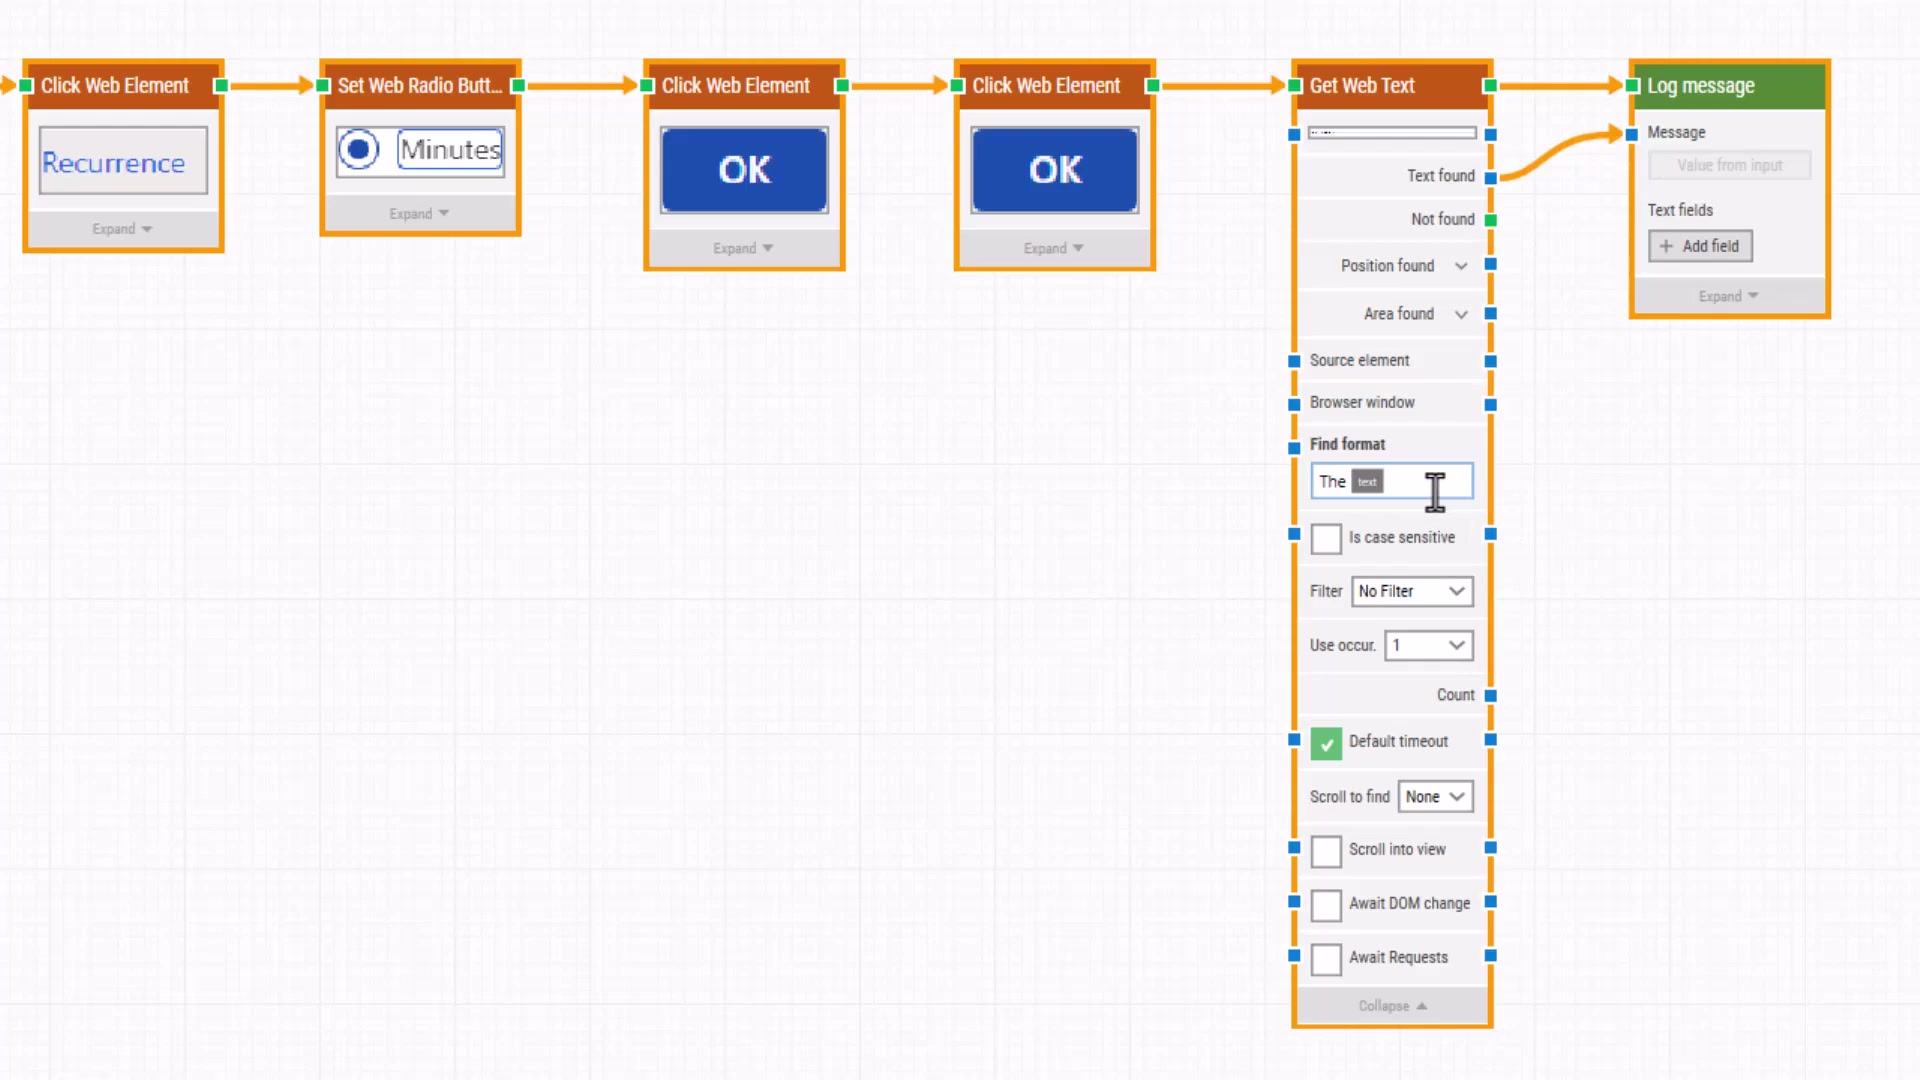 Click Web Element
Recurrence
Expand
Set Web Radio Butt...
Minutes
Expand
Click Web Element
OK
Expand
Click Web Element
OK
Expand
Get Web Text
Text found
Not found
Position found
Area found
Source element
Browser window
Find format
The text
Is case sensitive
Filter No Filter
Use occur. 1
Count
Default timeout
Scroll to find None
Scroll into view
Await DOM change
Await Requests
Collapse
Log message
Message
Value from input
Text fields
+ Add field
Expand